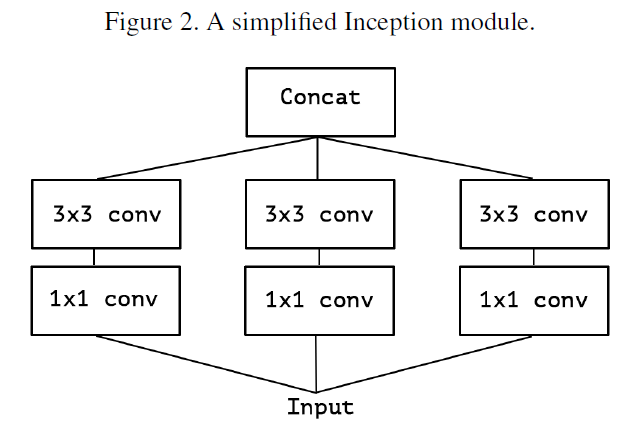 Figure 2. A simplified Inception module.
Concat
3x3 conv 3x3 conv 3x3 conv
1x1 conv 1x1 conv 1x1 conv
Input